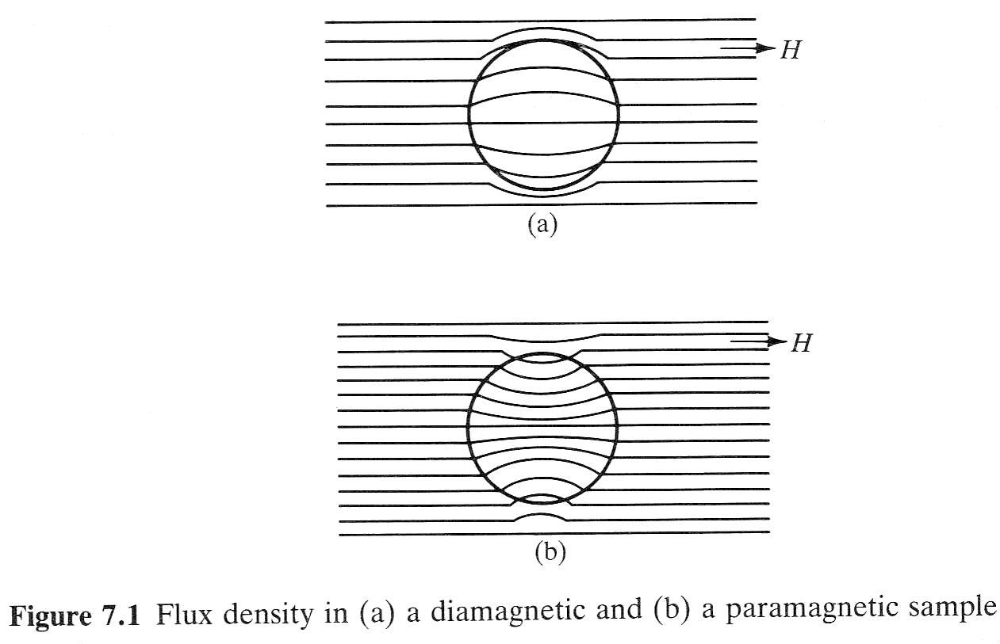 H
(a)
H
(b)
Figure 7.1 Flux density in (a) a diamagnetic and (b) a paramagnetic sample